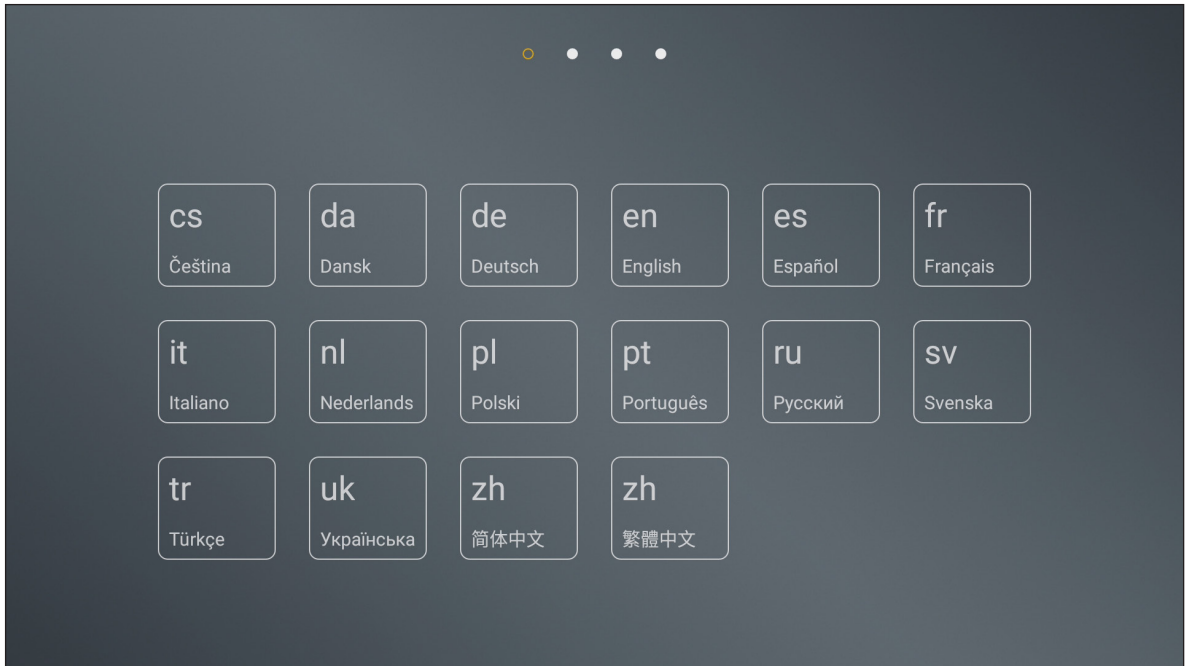 cs
Čeština
da
Dansk
de
Deutsch
en
English
es
Español
fr
Français
it
Italiano
nl
Nederlands
pl
Polski
pt
Português
ru
Русский
sv
Svenska
tr
Türkçe
uk
Українська
zh
简体中文
zh
繁體中文